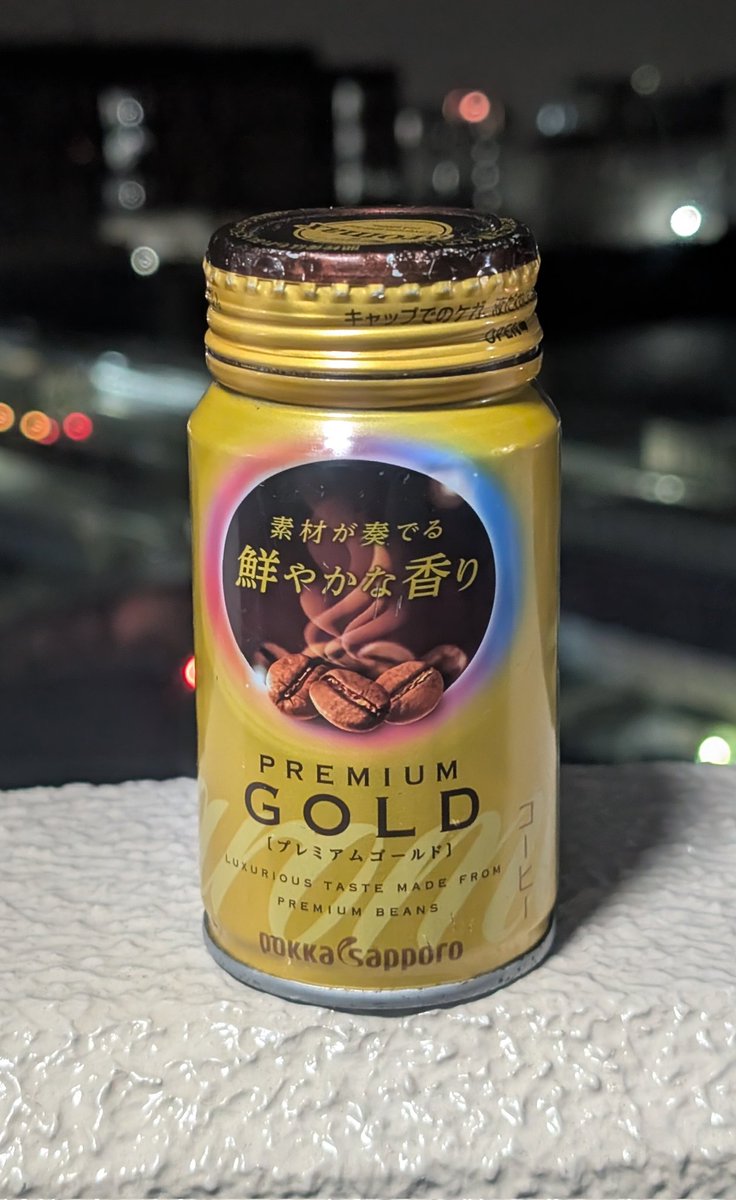 キャップでのケガ、
OPEN
素材が奏でる
鮮やかな香り
PREMIUM
GOLD
[プレミアムゴールド]
LUXURIOUS TASTE MADE FROM
PREMIUM BEANS
コーヒー
pokka sapporo